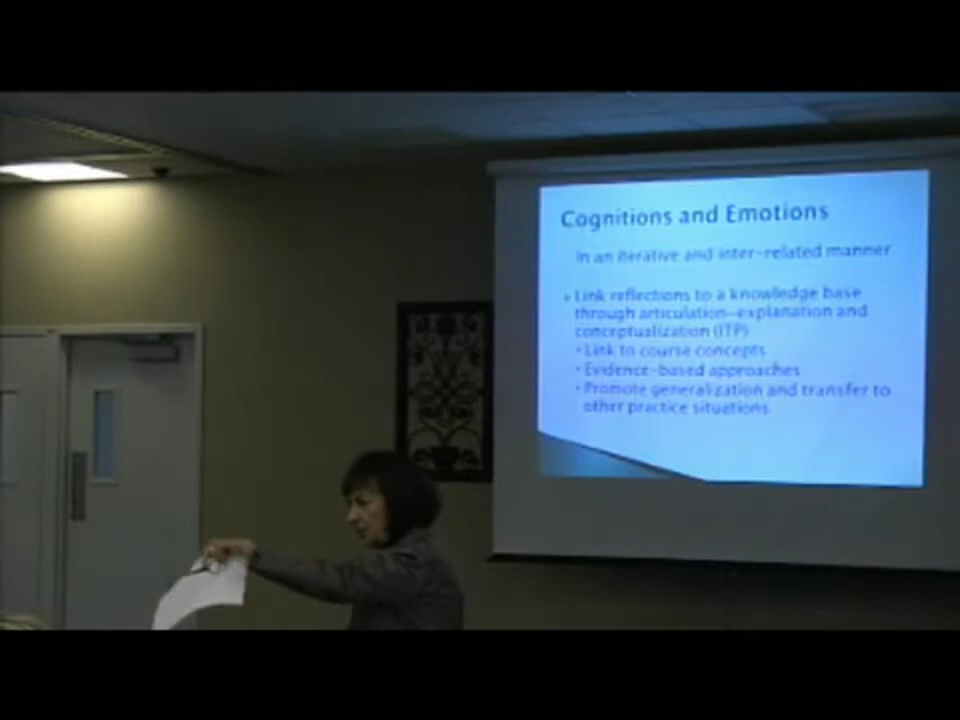 Cognitions and Emotions
In an iterative and inter-related manner
Link reflections to a knowledge base
through articulation-explanation and
conceptualization (ITP)
Link to course concepts
Evidence-based approaches
Promote generalization and transfer to
other practice situations